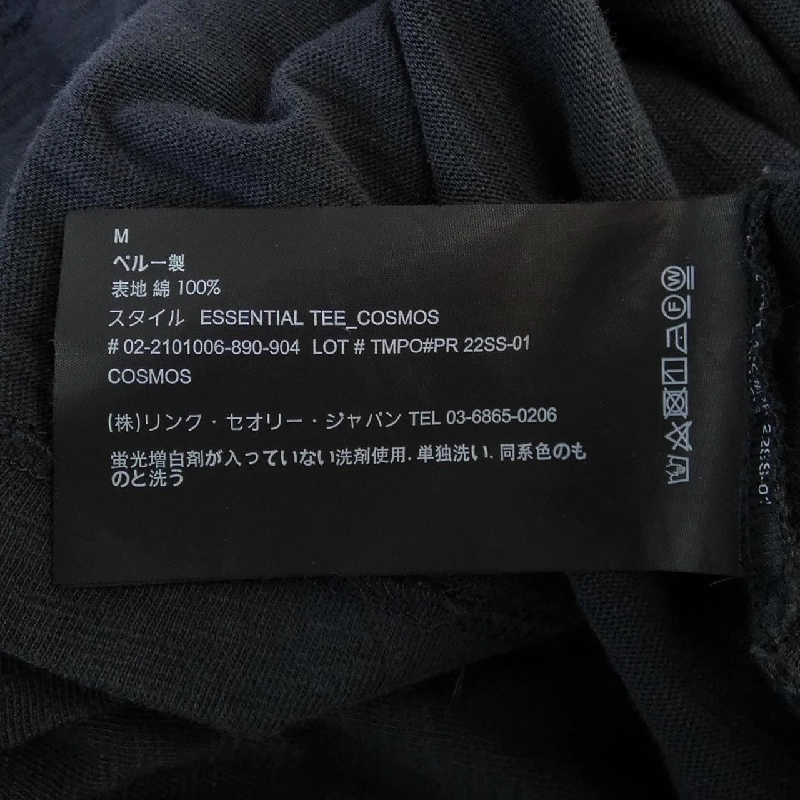 M
ペルー製
表地 綿 100%
スタイル ESSENTIAL TEE_COSMOS
# 02-2101006-890-904 LOT # TMPO#PR 22SS-01
COSMOS
(株)リンク・セオリー・ジャパン TEL 03-6865-0206
蛍光増白剤が入っていない洗剤使用. 単独洗い. 同系色のも
のと洗う
W
F